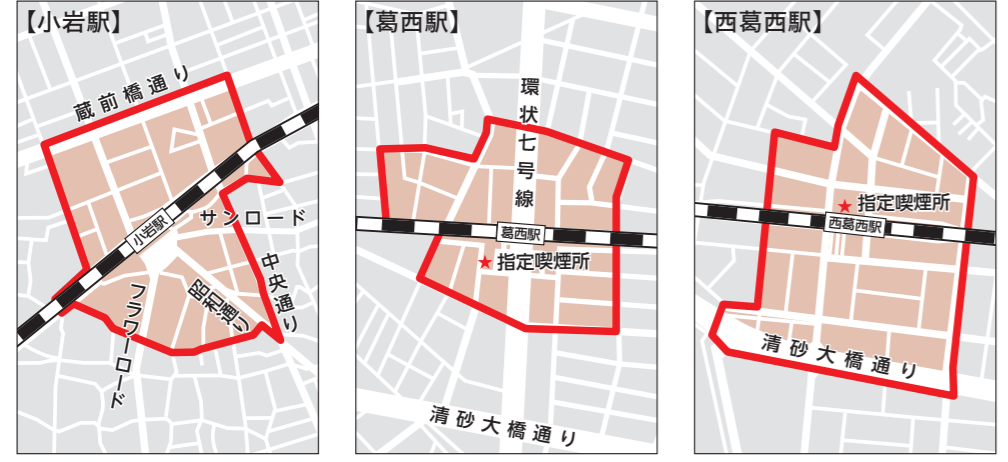 【小岩駅】
蔵前橋通り
小岩駅
サンロード
中央通り
昭和通り
フラワーロード
【葛西駅】
環状七号線
葛西駅
★指定喫煙所
清砂大橋通り
【西葛西駅】
★指定喫煙所
西葛西駅
清砂大橋通り